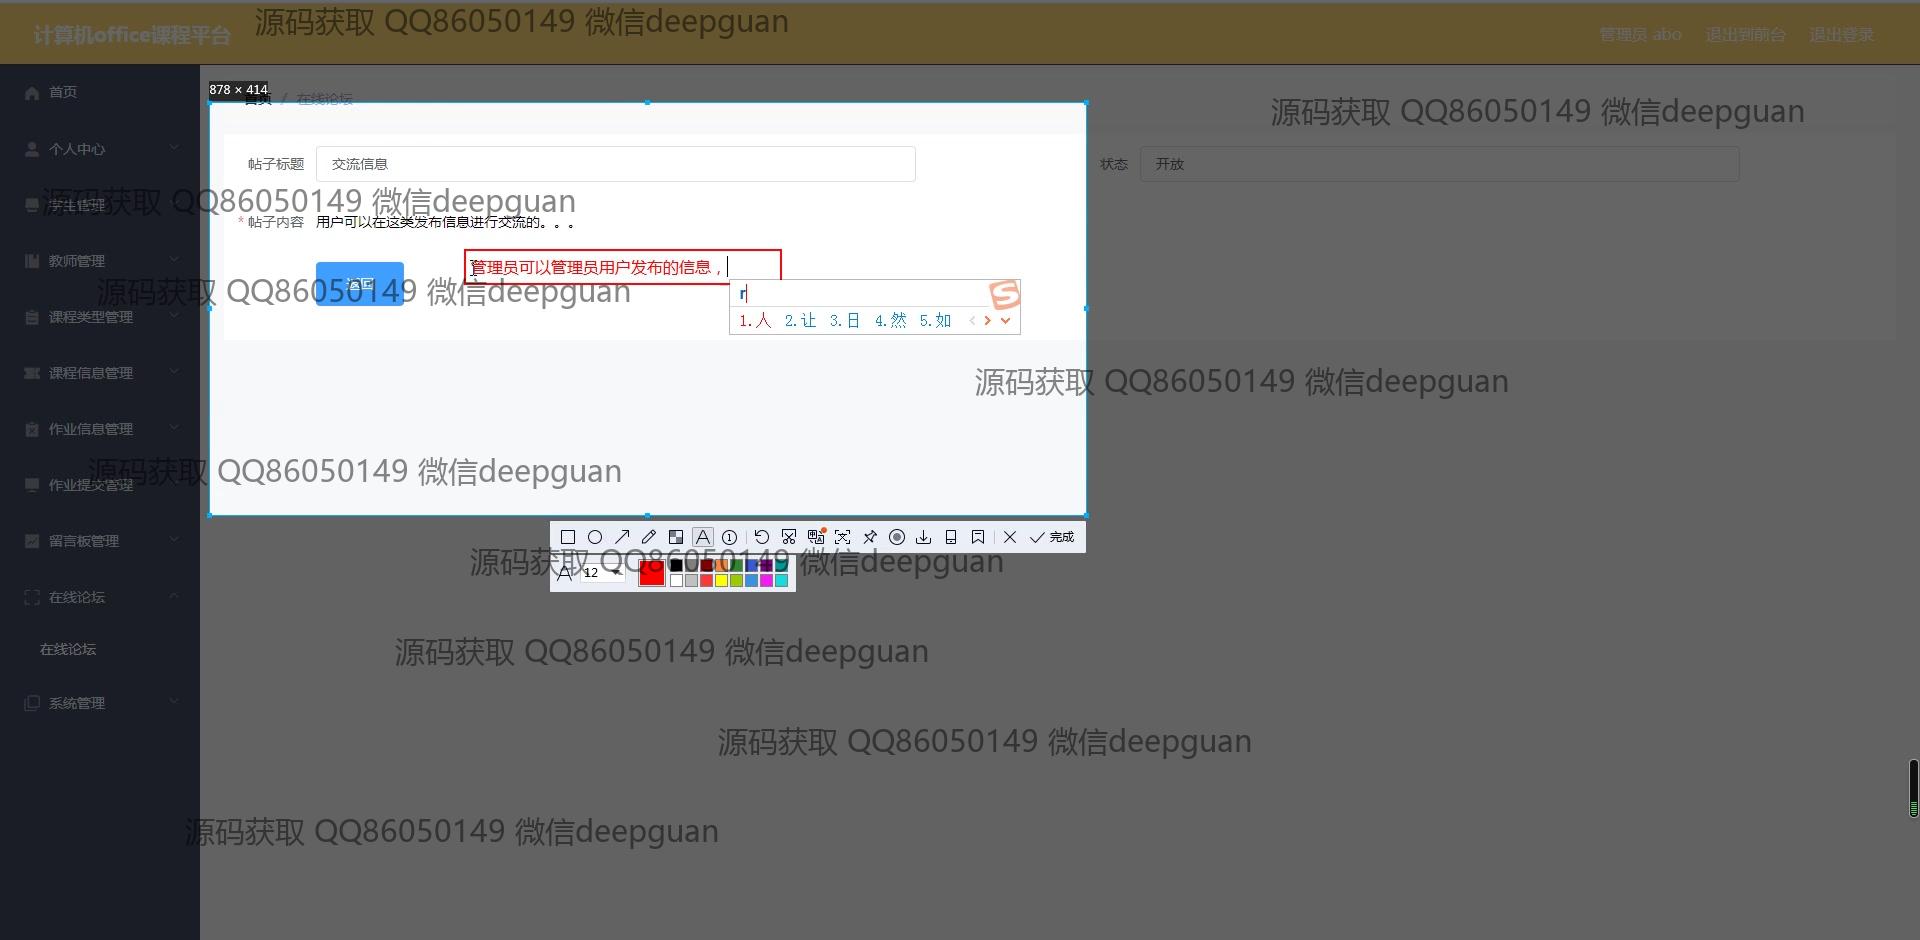 计算机office课程平台
源码获取 QQ86050149 微信deepguan
管理员 abo
退出到前台
退出登录
首页
878 × 414
首页 / 在线论坛
源码获取 QQ86050149 微信deepguan
个人中心
帖子标题
交流信息
状态
开放
学生管理
源码获取 QQ86050149 微信deepguan
* 帖子内容
用户可以在这类发布信息进行交流的。。。
教师管理
管理员可以管理员用户发布的信息，
返回
源码获取 QQ86050149 微信deepguan
r
课程类型管理
1.人 2.让 3.日 4.然 5.如
课程信息管理
源码获取 QQ86050149 微信deepguan
作业信息管理
源码获取 QQ86050149 微信deepguan
作业提交管理
留言板管理
完成
源码获取 QQ86050149 微信deepguan
12
在线论坛
在线论坛
源码获取 QQ86050149 微信deepguan
系统管理
源码获取 QQ86050149 微信deepguan
源码获取 QQ86050149 微信deepguan